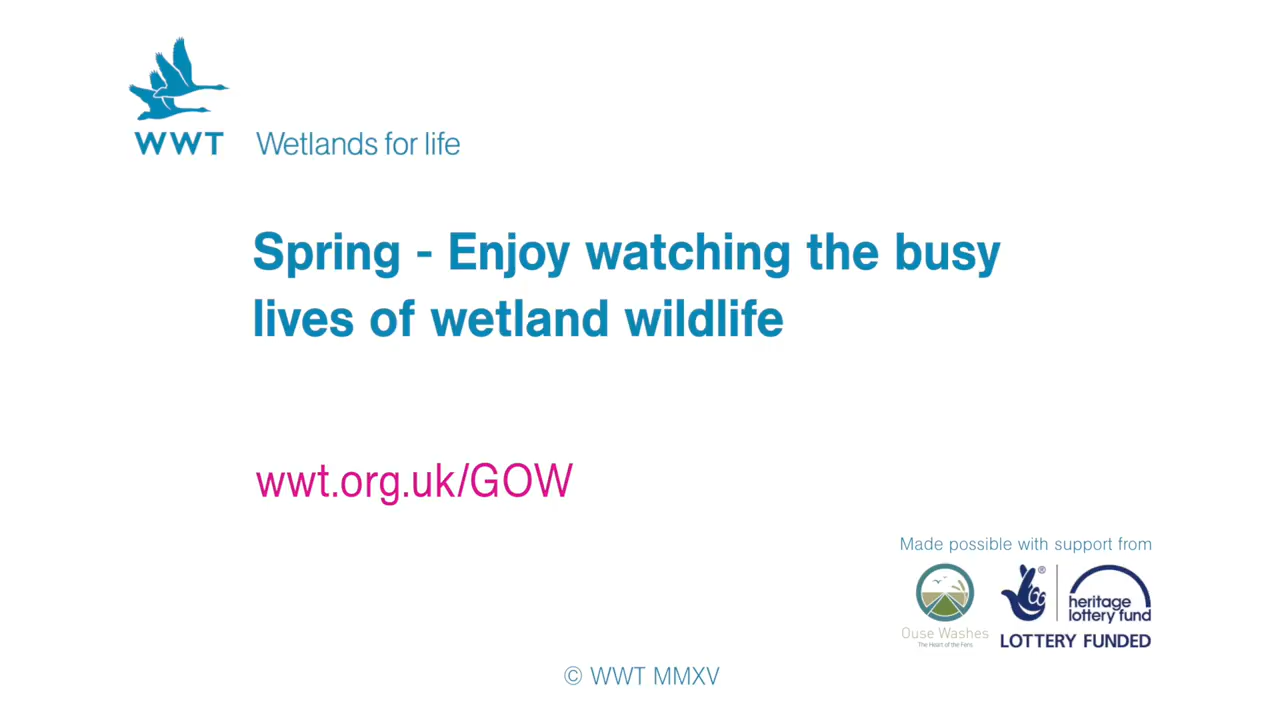 WWT
Wetlands for life
Spring - Enjoy watching the busy
lives of wetland wildlife
wwt.org.uk/GOW
Made possible with support from
Ouse Washes
The Heart of the Fens
®
heritage
lottery fund
LOTTERY FUNDED
© WWT MMXV